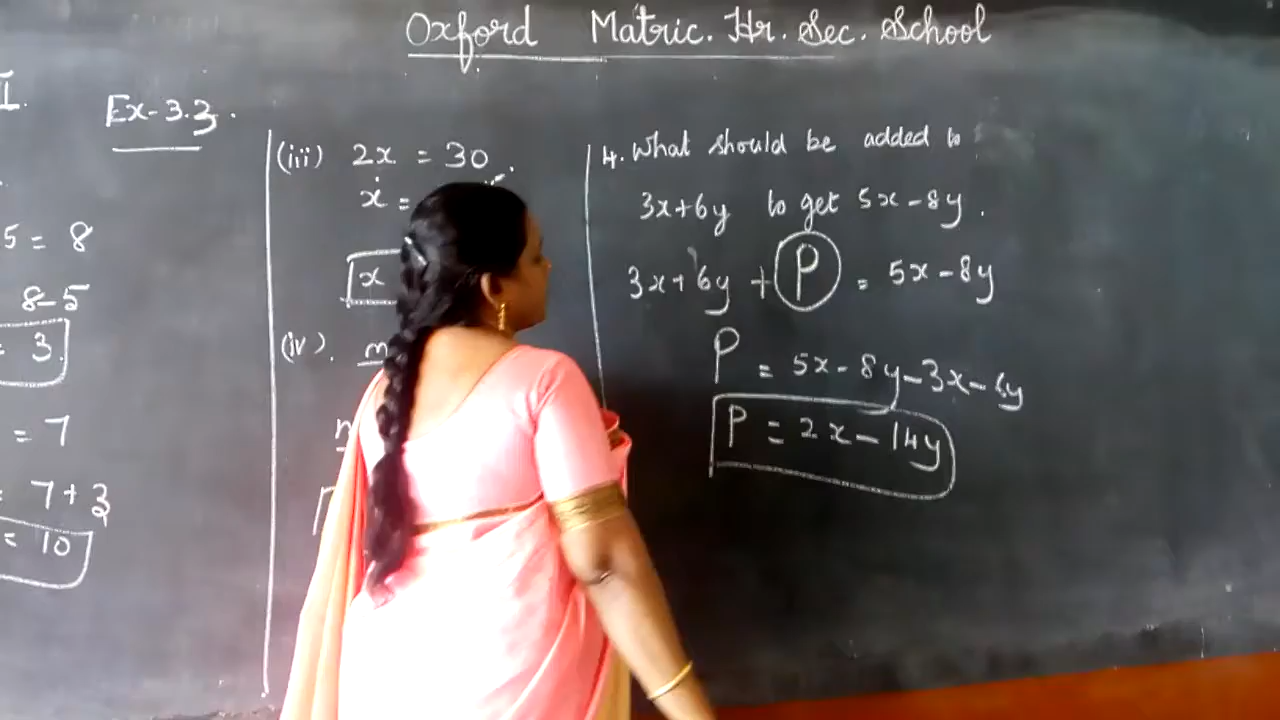 Oxford Matric. Hr. Sec. School
I.
Ex-3.3.
5 = 8
8-5
= 3.
= 7
= 7+3
= 10
(iii) 2x = 30
x =
x
(iv).
4. What should be added to
3x+6y to get 5x-8y.
3x+6y + P = 5x-8y
P = 5x-8y-3x-6y
P = 2x-14y